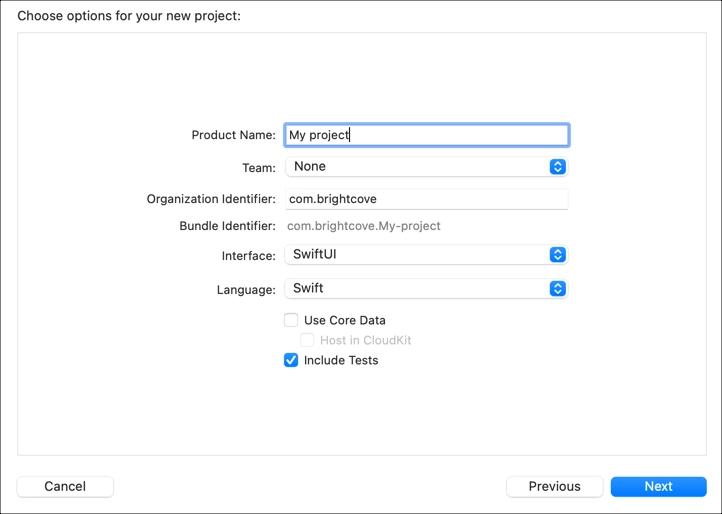 Choose options for your new project:
Product Name: My project
Team: None
Organization Identifier: com.brightcove
Bundle Identifier: com.brightcove.My-project
Interface: SwiftUI
Language: Swift
Use Core Data
Host in CloudKit
Include Tests
Cancel Previous Next